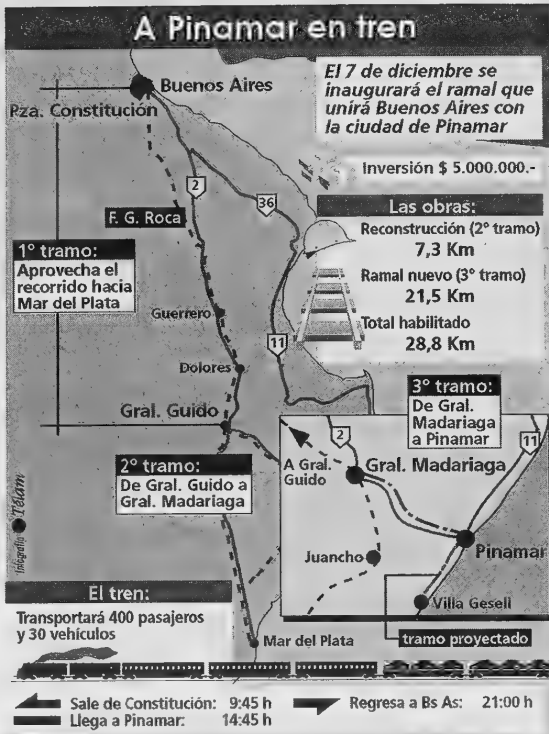 A Pinamar en tren
El 7 de diciembre se
inaugurará el ramal que
unirá Buenos Aires con
la ciudad de Pinamar
Inversión $ 5.000.000.-
Buenos Aires
Pza. Constitución
2
36
F. G. Roca
1º tramo:
Aprovecha el
recorrido hacia
Mar del Plata
Las obras:
Reconstrucción (2º tramo)
7,3 Km
Ramal nuevo (3º tramo)
21,5 Km
Total habilitado
28,8 Km
Guerrero
Dolores
11
Gral. Guido
2º tramo:
De Gral. Guido a
Gral. Madariaga
3º tramo:
De Gral.
Madariaga
a Pinamar
2
11
A Gral.
Guido
Gral. Madariaga
Juancho
Pinamar
Villa Gesell
tramo proyectado
Mar del Plata
Infografía Télam
El tren:
Transportará 400 pasajeros
y 30 vehículos
Sale de Constitución: 9:45 h
Llega a Pinamar: 14:45 h
Regresa a Bs As: 21:00 h